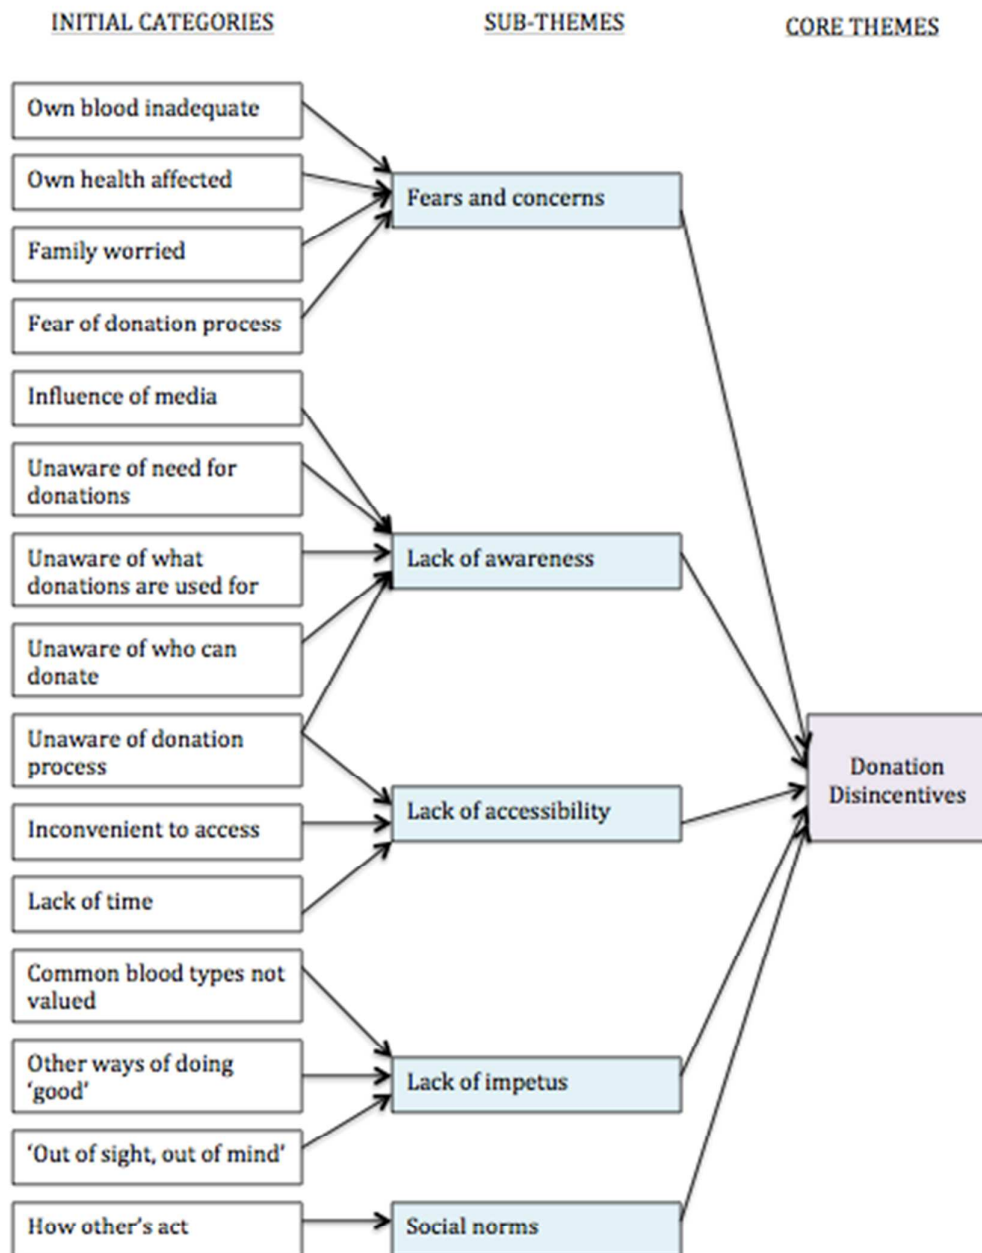 INITIAL CATEGORIES
SUB-THEMES
CORE THEMES
Own blood inadequate
Own health affected
Fears and concerns
Family worried
Fear of donation process
Influence of media
Unaware of need for
donations
Unaware of what
donations are used for
Lack of awareness
Unaware of who can
donate
Unaware of donation
process
Donation
Disincentives
Lack of accessibility
Inconvenient to access
Lack of time
Common blood types not
valued
Other ways of doing
‘good’
Lack of impetus
‘Out of sight, out of mind’
How other’s act
Social norms